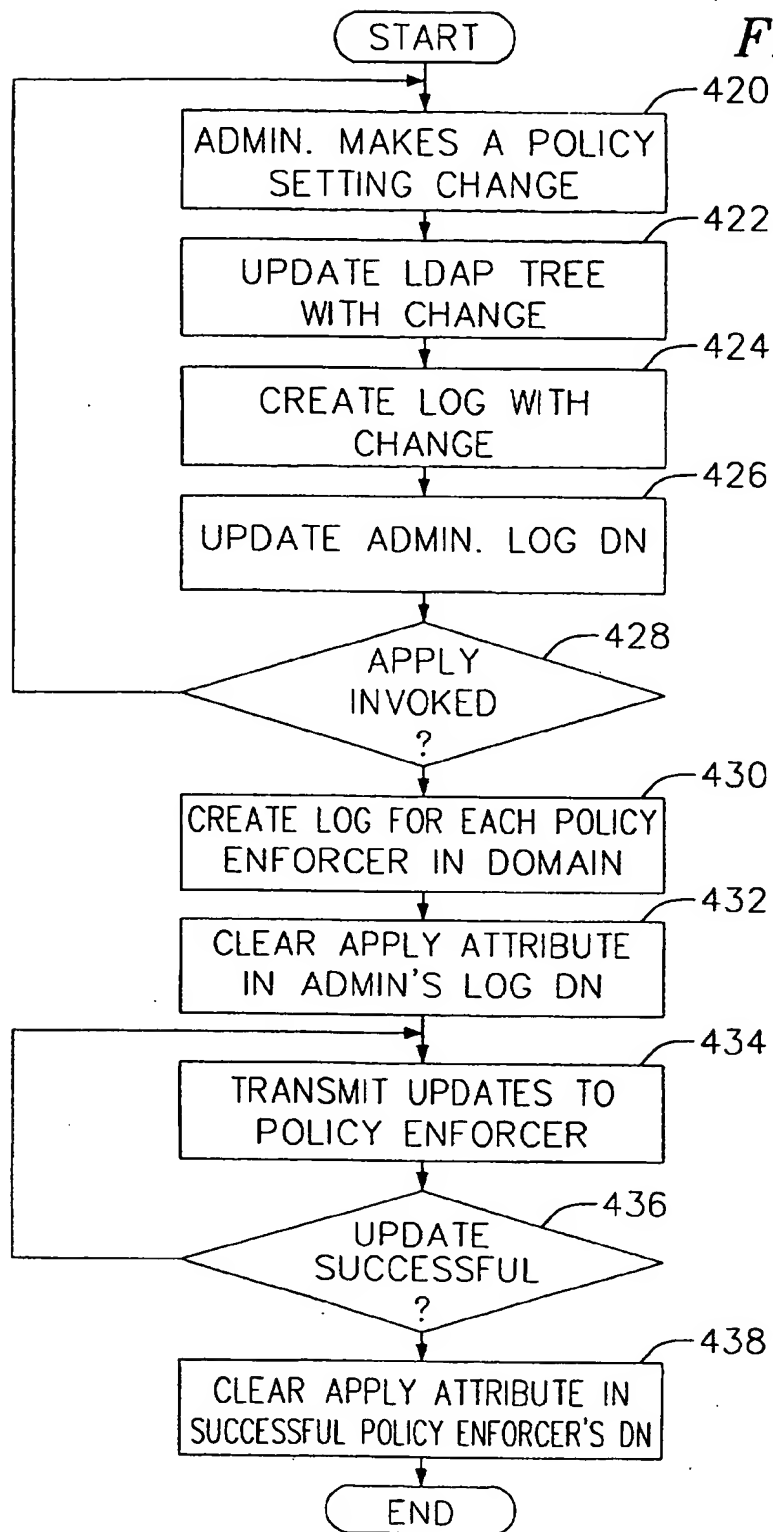 START
420
ADMIN. MAKES A POLICY
SETTING CHANGE
422
UPDATE LDAP TREE
WITH CHANGE
424
CREATE LOG WITH
CHANGE
426
UPDATE ADMIN. LOG DN
428
APPLY
INVOKED
?
430
CREATE LOG FOR EACH POLICY
ENFORCER IN DOMAIN
432
CLEAR APPLY ATTRIBUTE
IN ADMIN'S LOG DN
434
TRANSMIT UPDATES TO
POLICY ENFORCER
436
UPDATE
SUCCESSFUL
?
438
CLEAR APPLY ATTRIBUTE IN
SUCCESSFUL POLICY ENFORCER'S DN
END